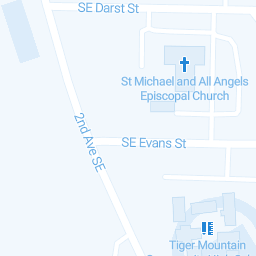 SE Darst St
St Michael and All Angels
Episcopal Church
2nd Ave SE
SE Evans St
Tiger Mountain